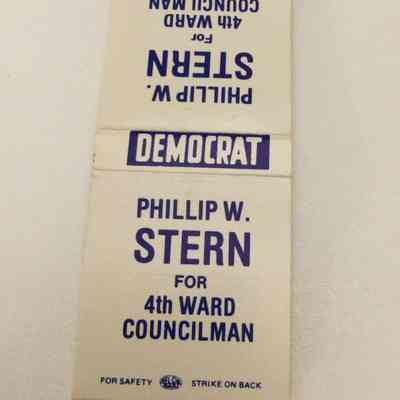 COUNCILMAN
4th WARD
For
STERN
PHILLIP W.
DEMOCRAT
PHILLIP W.
STERN
FOR
4th WARD
COUNCILMAN
FOR SAFETY STRIKE ON BACK